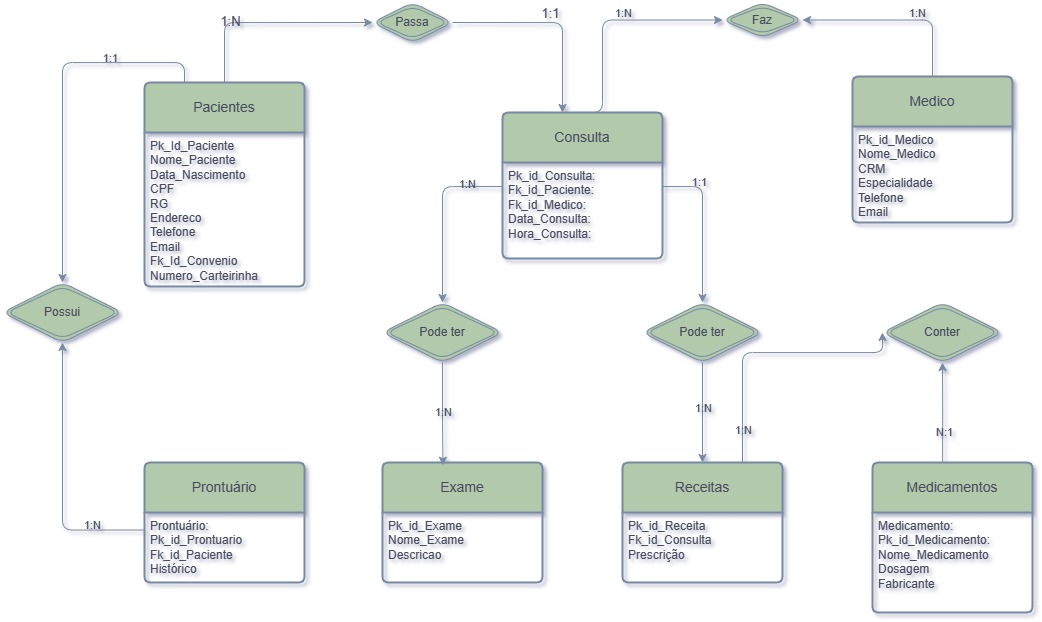 1:N
Passa
1:1
1:N
Faz
1:N
1:1
Pacientes
Pk_Id_Paciente
Nome_Paciente
Data_Nascimento
CPF
RG
Endereco
Telefone
Email
Fk_Id_Convenio
Numero_Carteirinha
Consulta
Pk_id_Consulta:
Fk_id_Paciente:
Fk_id_Medico:
Data_Consulta:
Hora_Consulta:
Medico
Pk_id_Medico
Nome_Medico
CRM
Especialidade
Telefone
Email
1:N
1:1
Possui
Pode ter
Pode ter
Conter
1:N
1:N
1:N
N:1
1:N
Prontuário
Prontuário:
Pk_id_Prontuario
Fk_id_Paciente
Histórico
Exame
Pk_id_Exame
Nome_Exame
Descricao
Receitas
Pk_id_Receita
Fk_id_Consulta
Prescrição
Medicamentos
Medicamento:
Pk_id_Medicamento:
Nome_Medicamento
Dosagem
Fabricante